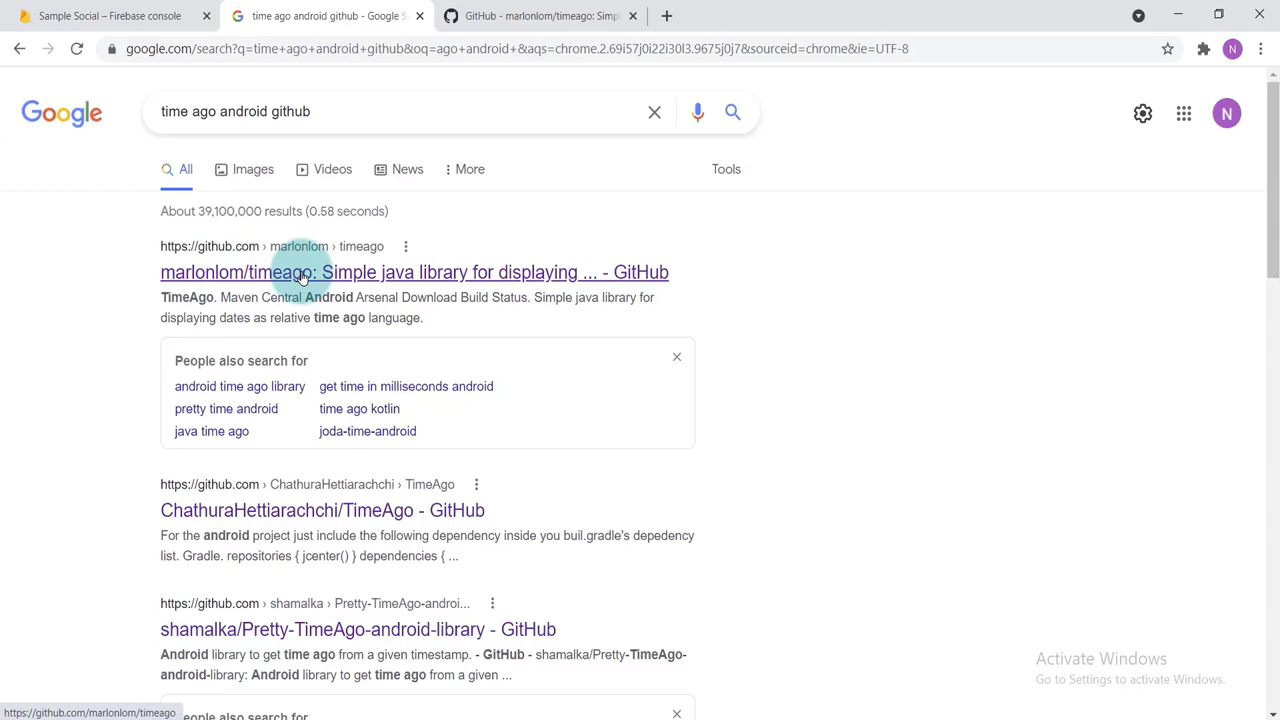 Sample Social – Firebase console
time ago android github - Google S
GitHub - marlonlom/timeago: Simpl
google.com/search?q=time+ago+android+github&oq=ago+android+&aqs=chrome.2.69i57j0i22i30l3.9675j0j7&sourceid=chrome&ie=UTF-8
N
Google
time ago android github
N
All
Images
Videos
News
More
Tools
About 39,100,000 results (0.58 seconds)
https://github.com › marlonlom › timeago
marlonlom/timeago: Simple java library for displaying ... - GitHub
TimeAgo. Maven Central Android Arsenal Download Build Status. Simple java library for
displaying dates as relative time ago language.
People also search for
android time ago library
get time in milliseconds android
pretty time android
time ago kotlin
java time ago
joda-time-android
https://github.com › ChathuraHettiarachchi › TimeAgo
ChathuraHettiarachchi/TimeAgo - GitHub
For the android project just include the following dependency inside you buil.gradle's depedency
list. Gradle. repositories { jcenter() } dependencies { ...
https://github.com › shamalka › Pretty-TimeAgo-androi...
shamalka/Pretty-TimeAgo-android-library - GitHub
Android library to get time ago from a given timestamp. - GitHub - shamalka/Pretty-TimeAgo-
android-library: Android library to get time ago from a given ...
Activate Windows
Go to Settings to activate Windows.
https://github.com/marlonlom/timeago
eople also search for